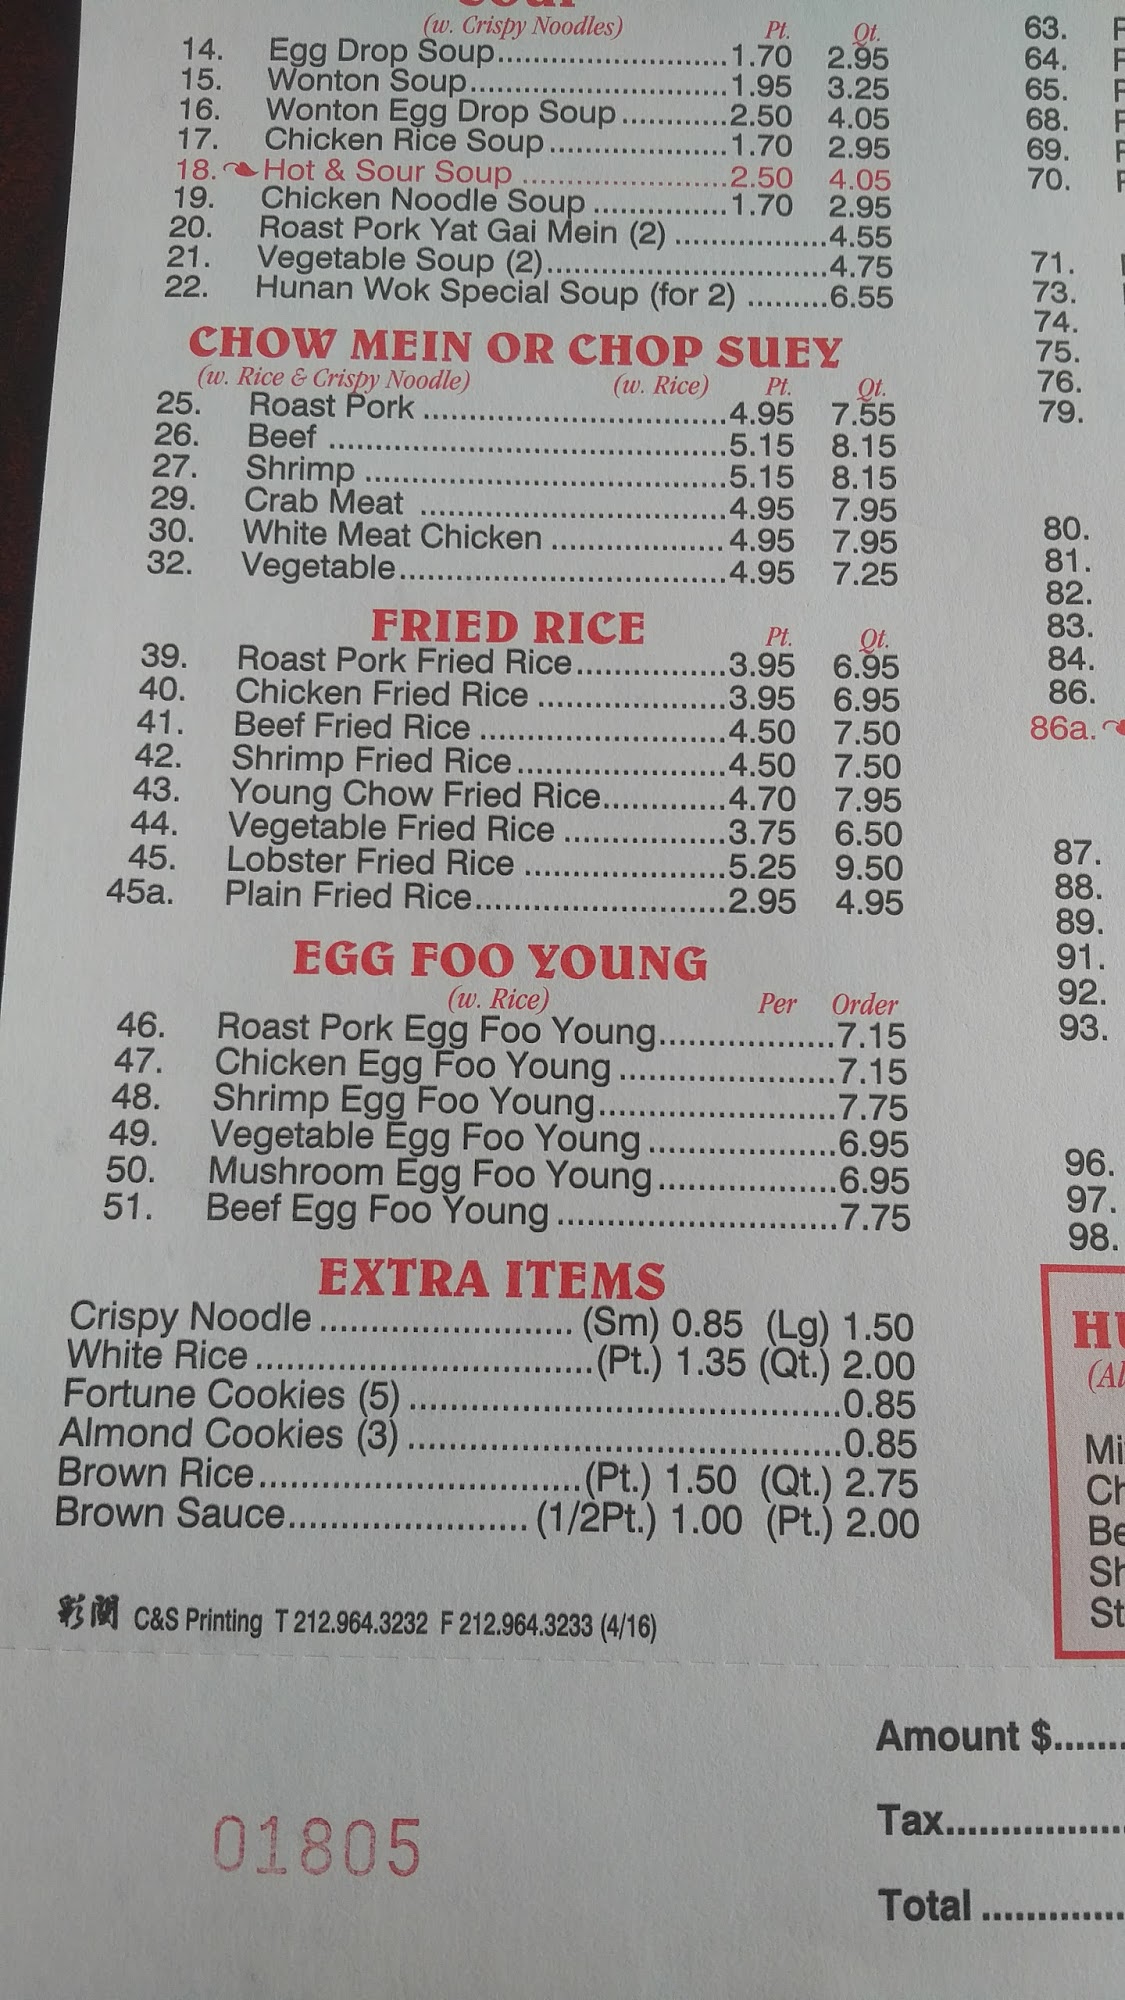 SOUP
(w. Crispy Noodles) Pt. Qt.
14. Egg Drop Soup..........................1.70 2.95
15. Wonton Soup.............................1.95 3.25
16. Wonton Egg Drop Soup............2.50 4.05
17. Chicken Rice Soup....................1.70 2.95
18. Hot & Sour Soup.......................2.50 4.05
19. Chicken Noodle Soup...............1.70 2.95
20. Roast Pork Yat Gai Mein (2).................4.55
21. Vegetable Soup (2)................................4.75
22. Hunan Wok Special Soup (for 2).........6.55
CHOW MEIN OR CHOP SUEY
(w. Rice & Crispy Noodle) (w. Rice) Pt. Qt.
25. Roast Pork..................................4.95 7.55
26. Beef............................................5.15 8.15
27. Shrimp........................................5.15 8.15
29. Crab Meat..................................4.95 7.95
30. White Meat Chicken...................4.95 7.95
32. Vegetable...................................4.95 7.25
FRIED RICE
Pt. Qt.
39. Roast Pork Fried Rice................3.95 6.95
40. Chicken Fried Rice....................3.95 6.95
41. Beef Fried Rice..........................4.50 7.50
42. Shrimp Fried Rice......................4.50 7.50
43. Young Chow Fried Rice.............4.70 7.95
44. Vegetable Fried Rice.................3.75 6.50
45. Lobster Fried Rice.....................5.25 9.50
45a. Plain Fried Rice..........................2.95 4.95
EGG FOO YOUNG
(w. Rice) Per Order
46. Roast Pork Egg Foo Young...................7.15
47. Chicken Egg Foo Young.......................7.15
48. Shrimp Egg Foo Young.........................7.75
49. Vegetable Egg Foo Young....................6.95
50. Mushroom Egg Foo Young...................6.95
51. Beef Egg Foo Young.............................7.75
EXTRA ITEMS
Crispy Noodle.........................(Sm) 0.85 (Lg) 1.50
White Rice.................................(Pt.) 1.35 (Qt.) 2.00
Fortune Cookies (5)..........................................0.85
Almond Cookies (3)..........................................0.85
Brown Rice...............................(Pt.) 1.50 (Qt.) 2.75
Brown Sauce.......................(1/2Pt.) 1.00 (Pt.) 2.00
彩閣 C&S Printing T 212.964.3232 F 212.964.3233 (4/16)
01805
63.
64.
65.
68.
69.
70.
71.
73.
74.
75.
76.
79.
80.
81.
82.
83.
84.
86.
86a.
87.
88.
89.
91.
92.
93.
96.
97.
98.
Amount $.......
Tax.................
Total..............